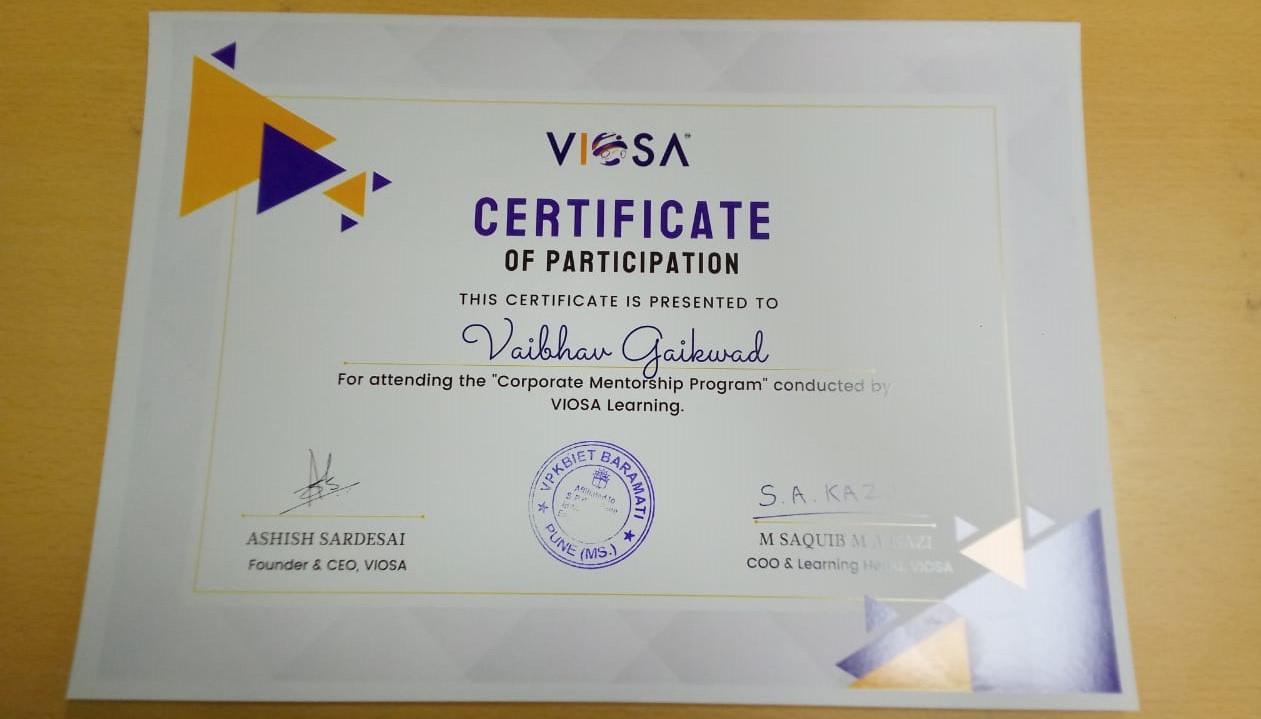 VIOSA™
CERTIFICATE
OF PARTICIPATION
THIS CERTIFICATE IS PRESENTED TO
Vaibhav Gaikwad
For attending the "Corporate Mentorship Program" conducted by
VIOSA Learning.
VPKBIET BARAMATI
Affiliated to
PUNE (MS.)
S.A. KAZ
ASHISH SARDESAI
Founder & CEO, VIOSA
M SAQUIB M A KAZI
COO & Learning Head, VIOSA